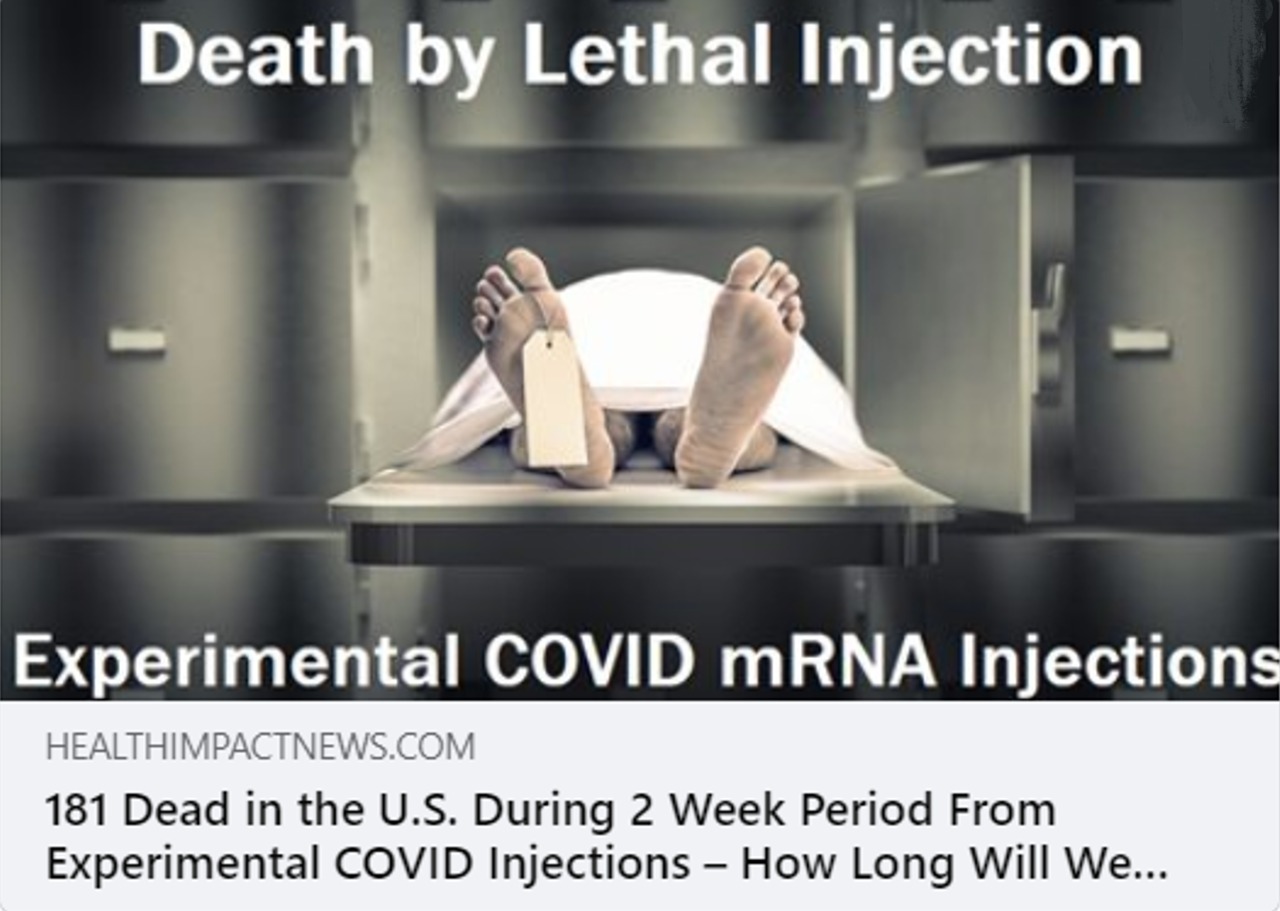 Death by Lethal Injection
Experimental COVID mRNA Injections
HEALTHIMPACTNEWS.COM
181 Dead in the U.S. During 2 Week Period From
Experimental COVID Injections – How Long Will We...